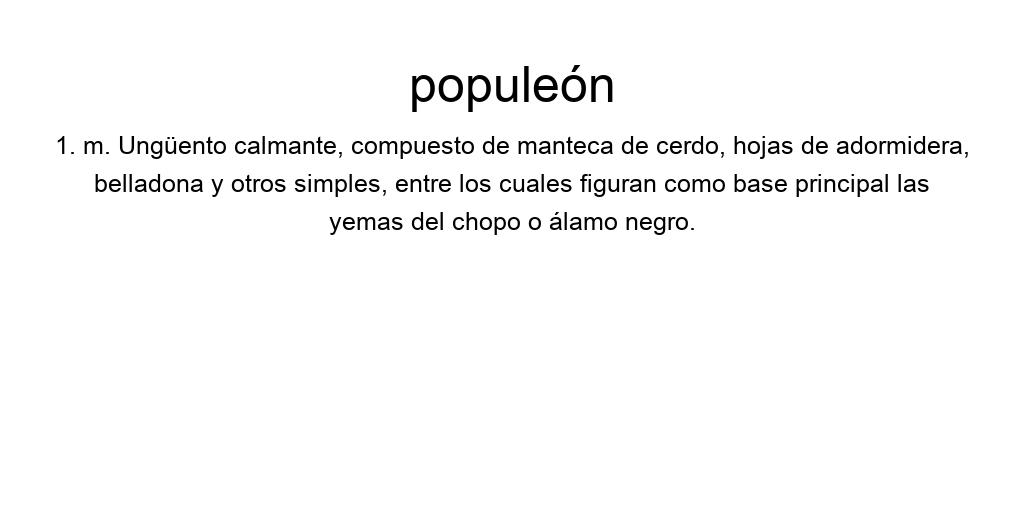 populeón
1. m. Ungüento calmante, compuesto de manteca de cerdo, hojas de adormidera,
belladona y otros simples, entre los cuales figuran como base principal las
yemas del chopo o álamo negro.